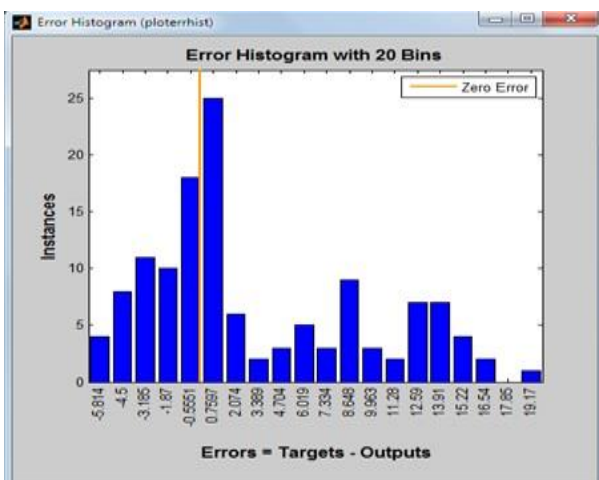 Error Histogram (ploterrhist)
Error Histogram with 20 Bins
Zero Error
25
20
15
10
5
0
Instances
-5.814 -4.5 -3.185 -1.87 -0.5551 0.7597 2.074 3.389 4.704 6.019 7.334 8.648 9.963 11.28 12.59 13.91 15.22 16.54 17.85 19.17
Errors = Targets - Outputs